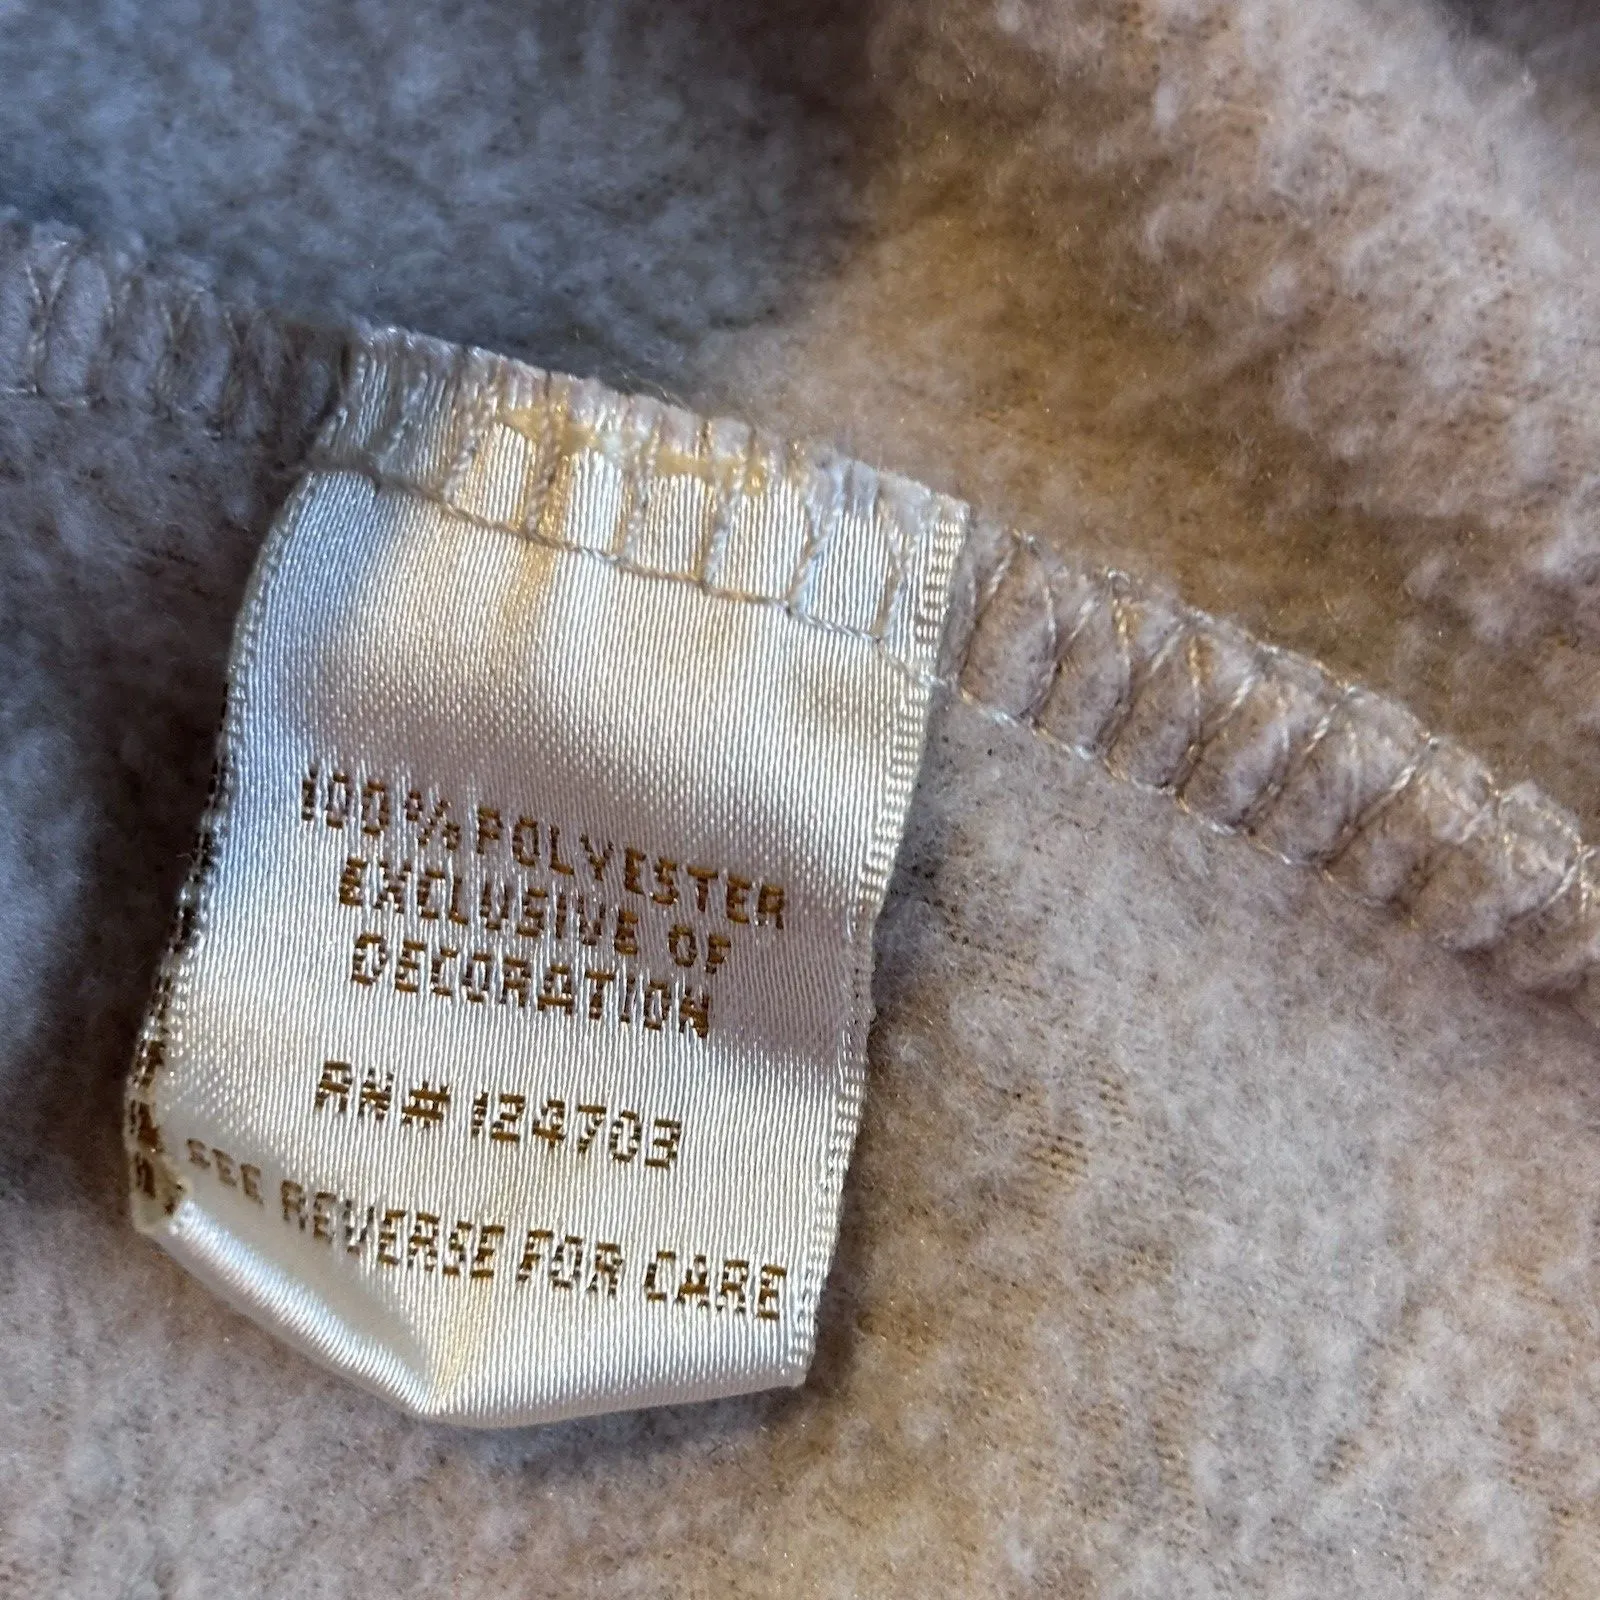 100% POLYESTER
EXCLUSIVE OF
DECORATION
RN# 124703
SEE REVERSE FOR CARE